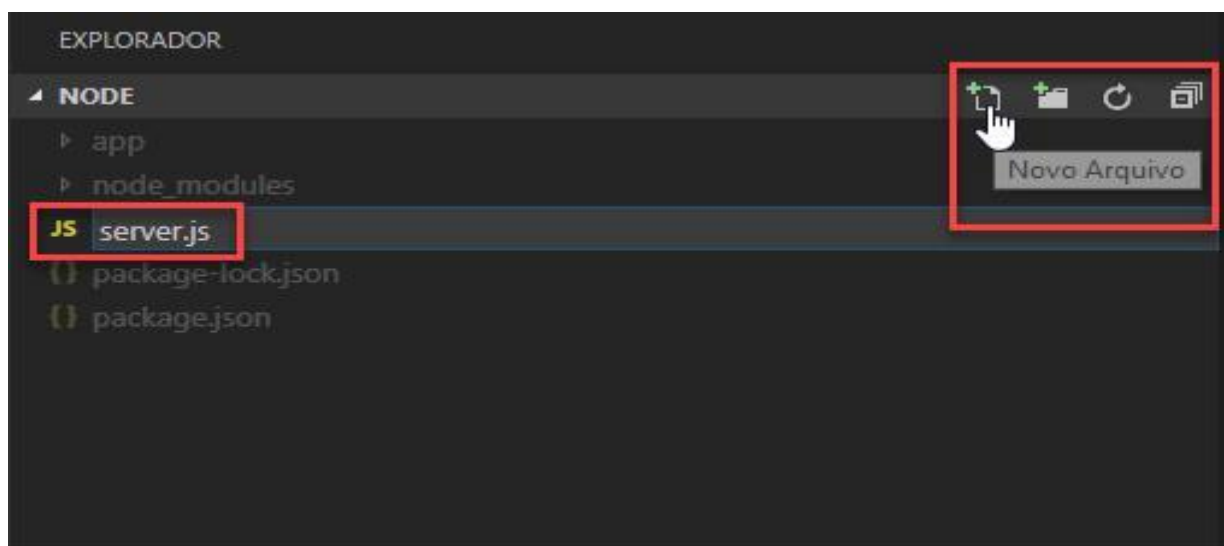 EXPLORADOR
NODE
app
node_modules
Novo Arquivo
JS server.js
{} package-lock.json
{} package.json